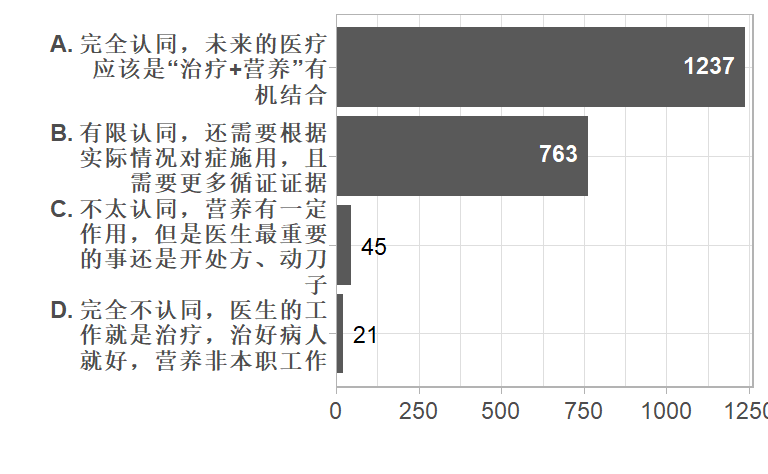 A. 完全认同，未来的医疗
应该是“治疗+营养”有
机结合
1237
B. 有限认同，还需要根据
实际情况对症施用，且
需要更多循证证据
763
C. 不太认同，营养有一定
作用，但是医生最重要
的事还是开处方、动刀
子
45
D. 完全不认同，医生的工
作就是治疗，治好病人
就好，营养非本职工作
21
0 250 500 750 1000 1250